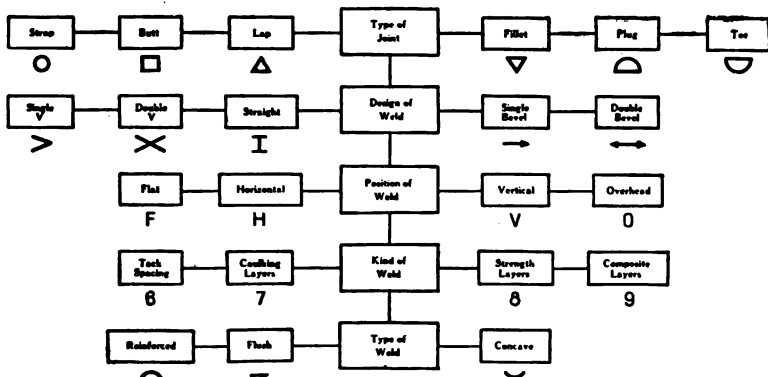 Strap Butt Lap Type of Joint Fillet Plug Tee
Single V Double V Straight Design of Weld Single Bevel Double Bevel
I
Flat Horizontal Position of Weld Vertical Overhead
F H V O
Tack Spacing Caulking Layers Kind of Weld Strength Layers Composite Layers
6 7 8 9
Reinforced Flush Type of Weld Concave